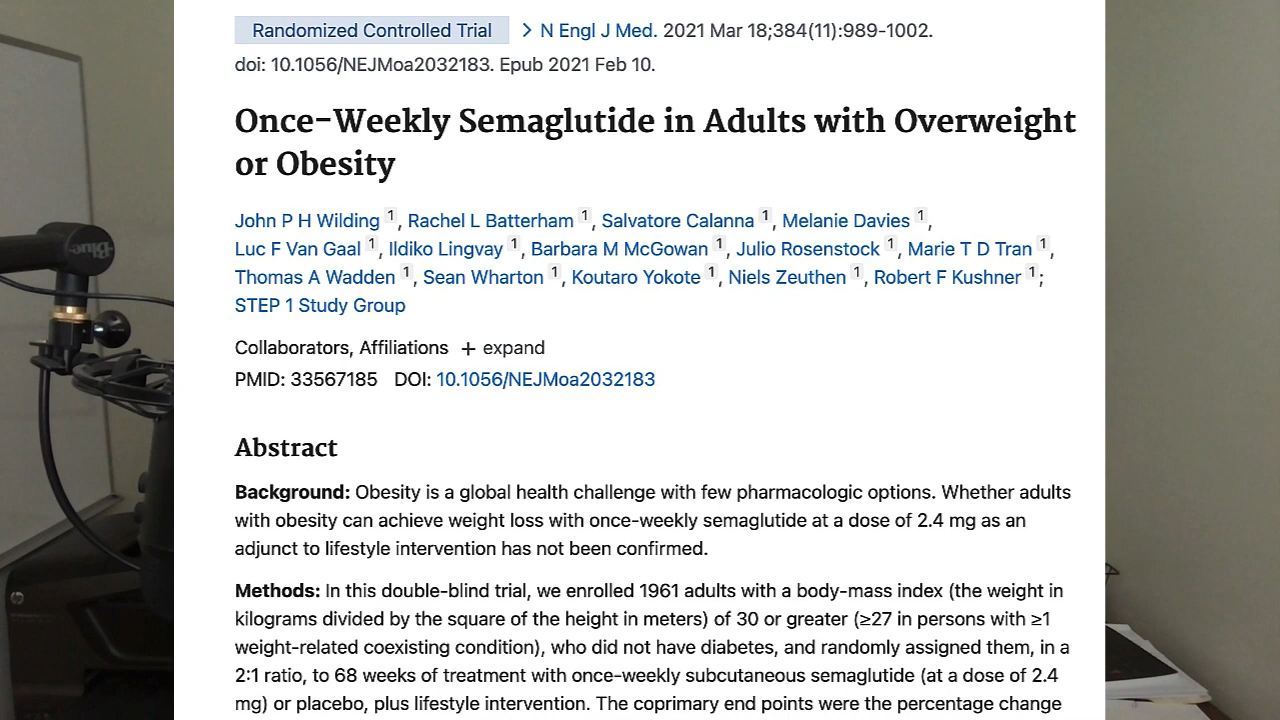 Randomized Controlled Trial > N Engl J Med. 2021 Mar 18;384(11):989-1002.
doi: 10.1056/NEJMoa2032183. Epub 2021 Feb 10.
Once-Weekly Semaglutide in Adults with Overweight
or Obesity
John P H Wilding 1, Rachel L Batterham 1, Salvatore Calanna 1, Melanie Davies 1,
Luc F Van Gaal 1, Ildiko Lingvay 1, Barbara M McGowan 1, Julio Rosenstock 1, Marie T D Tran 1,
Thomas A Wadden 1, Sean Wharton 1, Koutaro Yokote 1, Niels Zeuthen 1, Robert F Kushner 1;
STEP 1 Study Group
Collaborators, Affiliations + expand
PMID: 33567185 DOI: 10.1056/NEJMoa2032183
Abstract
Background: Obesity is a global health challenge with few pharmacologic options. Whether adults
with obesity can achieve weight loss with once-weekly semaglutide at a dose of 2.4 mg as an
adjunct to lifestyle intervention has not been confirmed.
Methods: In this double-blind trial, we enrolled 1961 adults with a body-mass index (the weight in
kilograms divided by the square of the height in meters) of 30 or greater (≥27 in persons with ≥1
weight-related coexisting condition), who did not have diabetes, and randomly assigned them, in a
2:1 ratio, to 68 weeks of treatment with once-weekly subcutaneous semaglutide (at a dose of 2.4
mg) or placebo, plus lifestyle intervention. The coprimary end points were the percentage change
hp